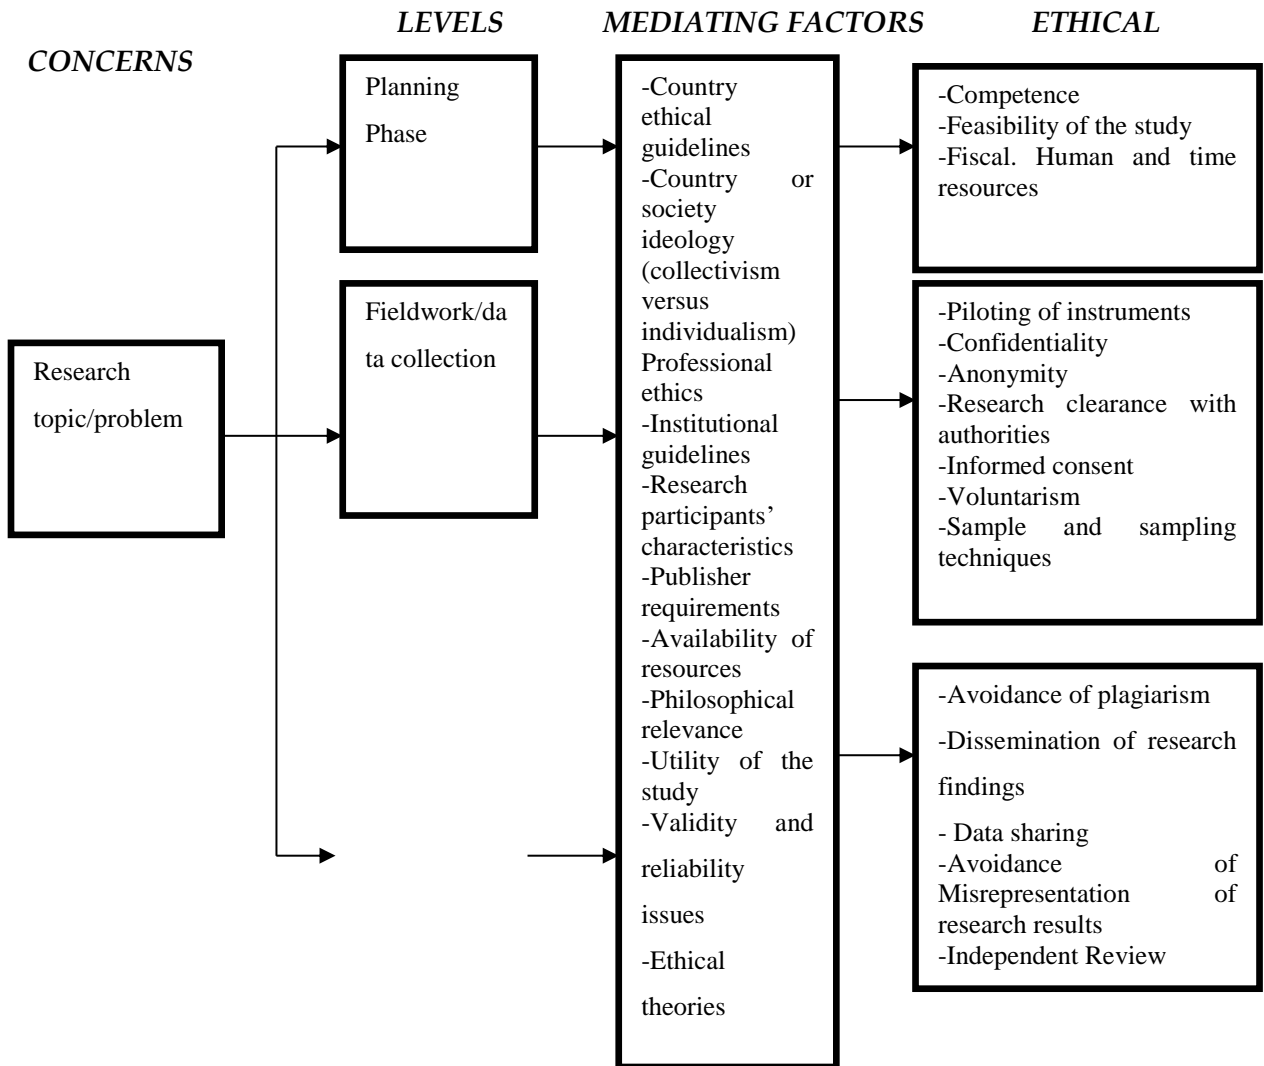 LEVELS MEDIATING FACTORS ETHICAL
CONCERNS
Research
topic/problem
Planning
Phase
Fieldwork/da
ta collection
-Country
ethical
guidelines
-Country or
society
ideology
(collectivism
versus
individualism)
Professional
ethics
-Institutional
guidelines
-Research
participants’
characteristics
-Publisher
requirements
-Availability of
resources
-Philosophical
relevance
-Utility of the
study
-Validity and
reliability
issues
-Ethical
theories
-Competence
-Feasibility of the study
-Fiscal. Human and time
resources
-Piloting of instruments
-Confidentiality
-Anonymity
-Research clearance with
authorities
-Informed consent
-Voluntarism
-Sample and sampling
techniques
-Avoidance of plagiarism
-Dissemination of research
findings
- Data sharing
-Avoidance of
Misrepresentation of
research results
-Independent Review